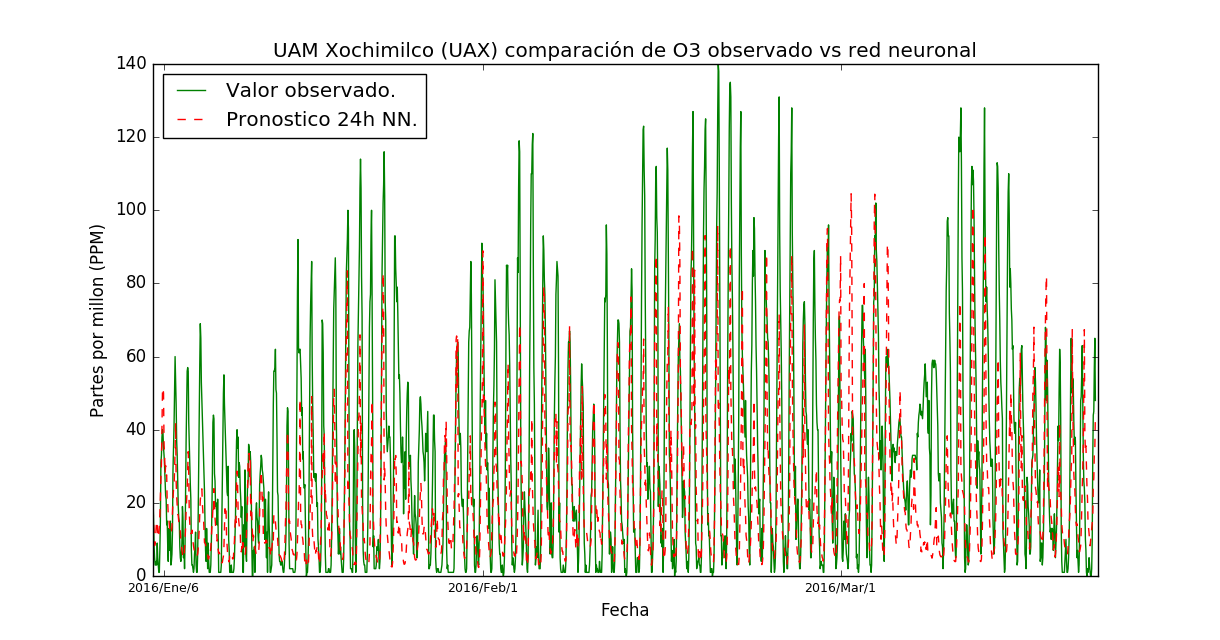 UAM Xochimilco (UAX) comparación de O3 observado vs red neuronal
Valor observado.
Pronostico 24h NN.
Partes por millon (PPM)
140
120
100
80
60
40
20
0
2016/Ene/6
2016/Feb/1
2016/Mar/1
Fecha